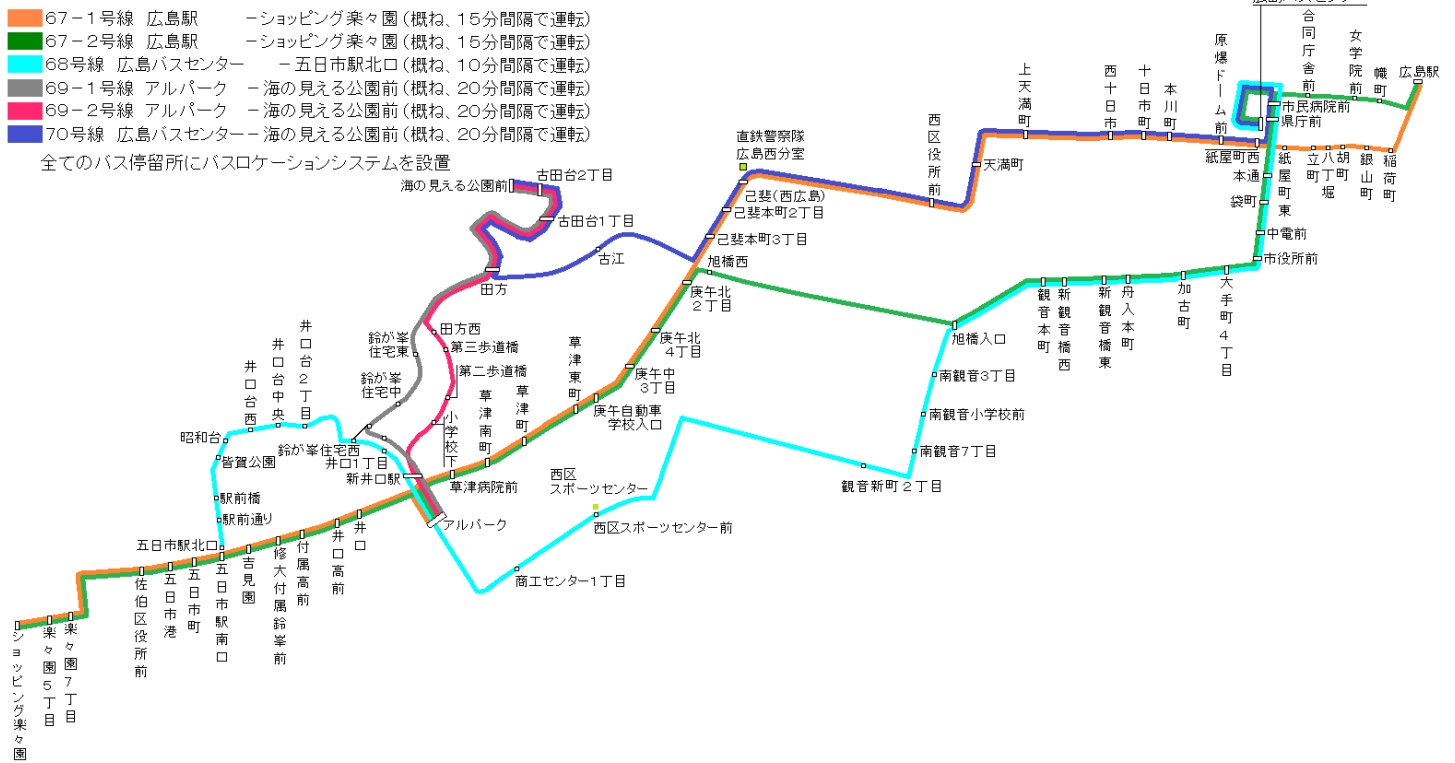 67-1号線 広島駅 -ショッピング楽々園(概ね、15分間隔で運転)
67-2号線 広島駅 -ショッピング楽々園(概ね、15分間隔で運転)
68号線 広島バスセンター -五日市駅北口(概ね、10分間隔で運転)
69-1号線 アルパーク -海の見える公園前(概ね、20分間隔で運転)
69-2号線 アルパーク -海の見える公園前(概ね、20分間隔で運転)
70号線 広島バスセンター-海の見える公園前(概ね、20分間隔で運転)
全てのバス停留所にバスロケーションシステムを設置
広島バスセンター
合同庁舎前
女学院前
幟町
広島駅
原爆ドーム前
市民病院前
県庁前
上天満町
西十日市
十日市町
本川町
紙屋町西
紙屋町東
立町
八丁堀
胡町
銀山町
稲荷町
本通
袋町
中電前
市役所前
西区役所前
天満町
直鉄警察隊
広島西分室
己斐(西広島)
己斐本町2丁目
己斐本町3丁目
旭橋西
海の見える公園前
古田台2丁目
古田台1丁目
古江
田方
庚午北
2丁目
庚午北
4丁目
庚午中
3丁目
庚午自動車
学校入口
観音本町
新観音橋西
新観音橋東
舟入本町
加古町
大手町4丁目
旭橋入口
南観音3丁目
南観音小学校前
南観音7丁目
観音新町2丁目
田方西
第三歩道橋
第二歩道橋
小学校下
鈴が峯
住宅東
鈴が峯
住宅中
鈴が峯住宅西
井口1丁目
新井口駅
草津東町
草津町
草津南町
草津病院前
アルパーク
西区
スポーツセンター
西区スポーツセンター前
商工センター1丁目
井口台2丁目
井口台中央
井口台西
昭和台
皆賀公園
駅前橋
駅前通り
五日市駅北口
井口
井口高前
付属高前
修大付属鈴峯前
吉見園
五日市駅南口
五日市町
五日市港
佐伯区役所前
楽々園7丁目
楽々園5丁目
ショッピング楽々園